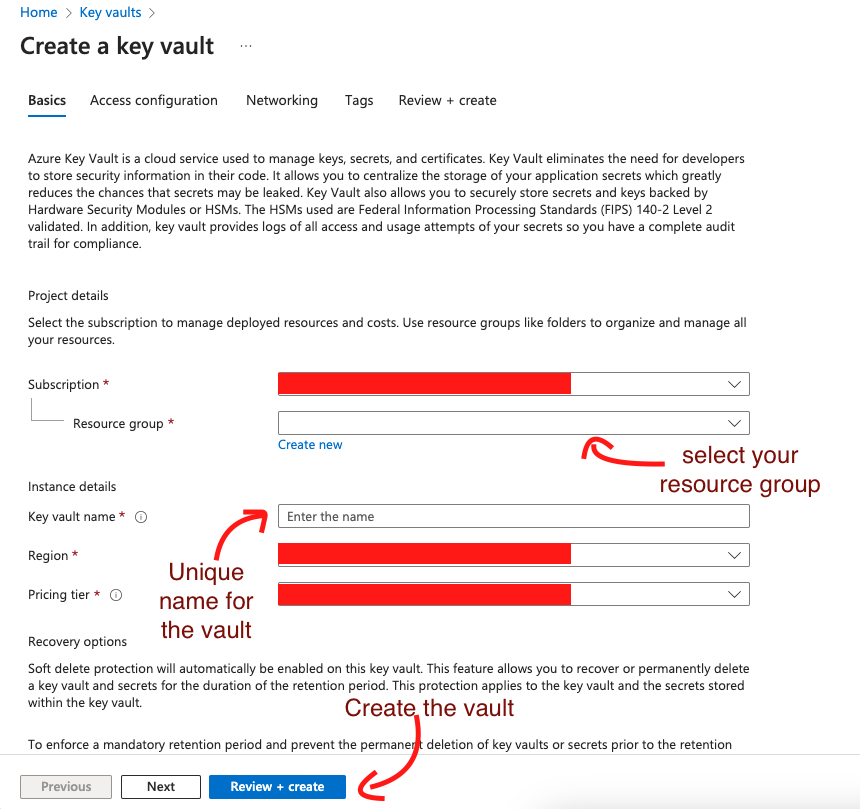 Home > Key vaults >
Create a key vault ...
Basics Access configuration Networking Tags Review + create
Azure Key Vault is a cloud service used to manage keys, secrets, and certificates. Key Vault eliminates the need for developers
to store security information in their code. It allows you to centralize the storage of your application secrets which greatly
reduces the chances that secrets may be leaked. Key Vault also allows you to securely store secrets and keys backed by
Hardware Security Modules or HSMs. The HSMs used are Federal Information Processing Standards (FIPS) 140-2 Level 2
validated. In addition, key vault provides logs of all access and usage attempts of your secrets so you have a complete audit
trail for compliance.
Project details
Select the subscription to manage deployed resources and costs. Use resource groups like folders to organize and manage all
your resources.
Subscription *
Resource group *
Create new
select your
resource group
Instance details
Key vault name *
Enter the name
Region *
Unique
name for
the vault
Pricing tier *
Recovery options
Soft delete protection will automatically be enabled on this key vault. This feature allows you to recover or permanently delete
a key vault and secrets for the duration of the retention period. This protection applies to the key vault and the secrets stored
within the key vault.
Create the vault
To enforce a mandatory retention period and prevent the permanent deletion of key vaults or secrets prior to the retention
Previous Next Review + create